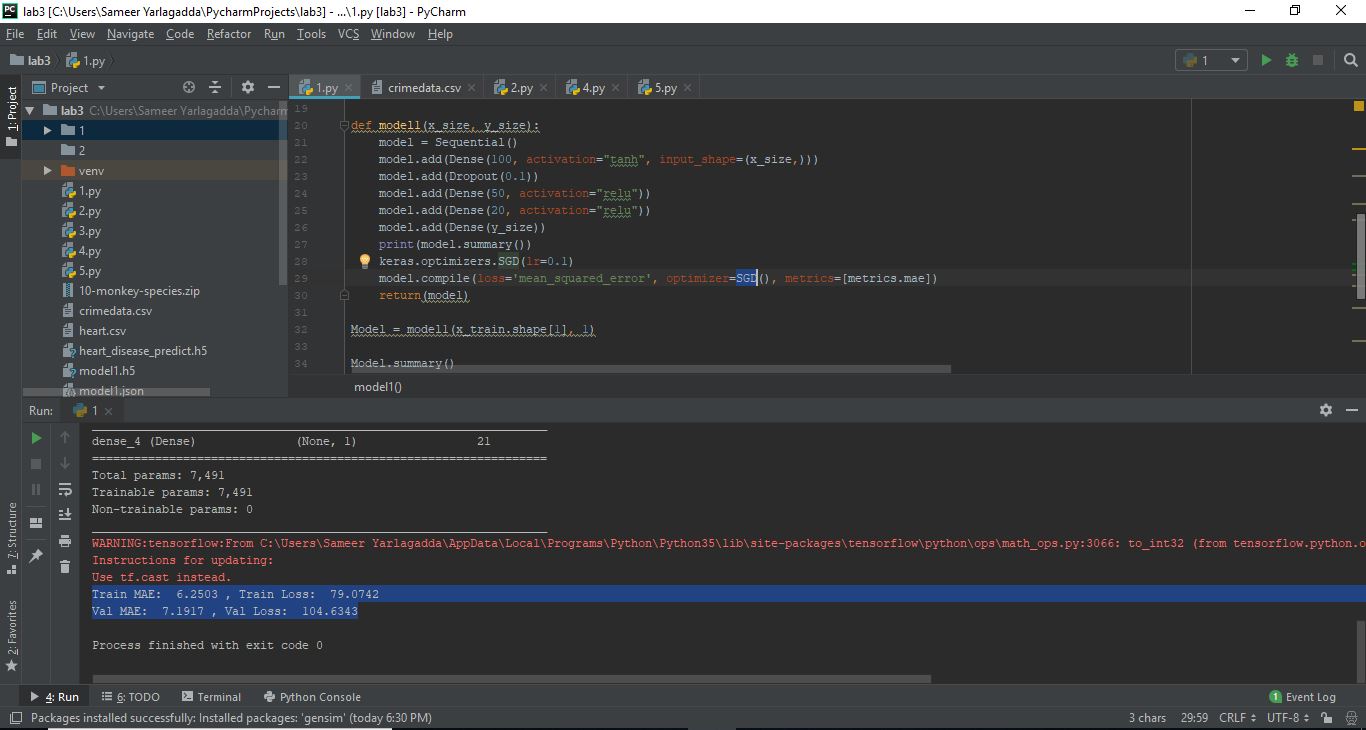 lab3 [C:\Users\Sameer Yarlagadda\PycharmProjects\lab3] - ...\1.py [lab3] - PyCharm
File Edit View Navigate Code Refactor Run Tools VCS Window Help
lab3 1.py
1
1: Project
Project
1.py crimedata.csv 2.py 4.py 5.py
lab3 C:\Users\Sameer Yarlagadda\Pycharm
1
2
venv
1.py
2.py
3.py
4.py
5.py
10-monkey-species.zip
crimedata.csv
heart.csv
heart_disease_predict.h5
model1.h5
model1.json
19
20 def model1(x_size, y_size):
21 model = Sequential()
22 model.add(Dense(100, activation="tanh", input_shape=(x_size,)))
23 model.add(Dropout(0.1))
24 model.add(Dense(50, activation="relu"))
25 model.add(Dense(20, activation="relu"))
26 model.add(Dense(y_size))
27 print(model.summary())
28 keras.optimizers.SGD(lr=0.1)
29 model.compile(loss='mean_squared_error', optimizer=SGD(), metrics=[metrics.mae])
30 return(model)
31
32 Model = model1(x_train.shape[1], 1)
33
34 Model.summary()
model1()
Run: 1
dense_4 (Dense) (None, 1) 21
=================================================================
Total params: 7,491
Trainable params: 7,491
Non-trainable params: 0
_________________________________________________________________
WARNING:tensorflow:From C:\Users\Sameer Yarlagadda\AppData\Local\Programs\Python\Python35\lib\site-packages\tensorflow\python\ops\math_ops.py:3066: to_int32 (from tensorflow.python.o
Instructions for updating:
Use tf.cast instead.
Train MAE: 6.2503 , Train Loss: 79.0742
Val MAE: 7.1917 , Val Loss: 104.6343
Process finished with exit code 0
7: Structure
2: Favorites
4: Run 6: TODO Terminal Python Console 1 Event Log
Packages installed successfully: Installed packages: 'gensim' (today 6:30 PM) 3 chars 29:59 CRLF UTF-8